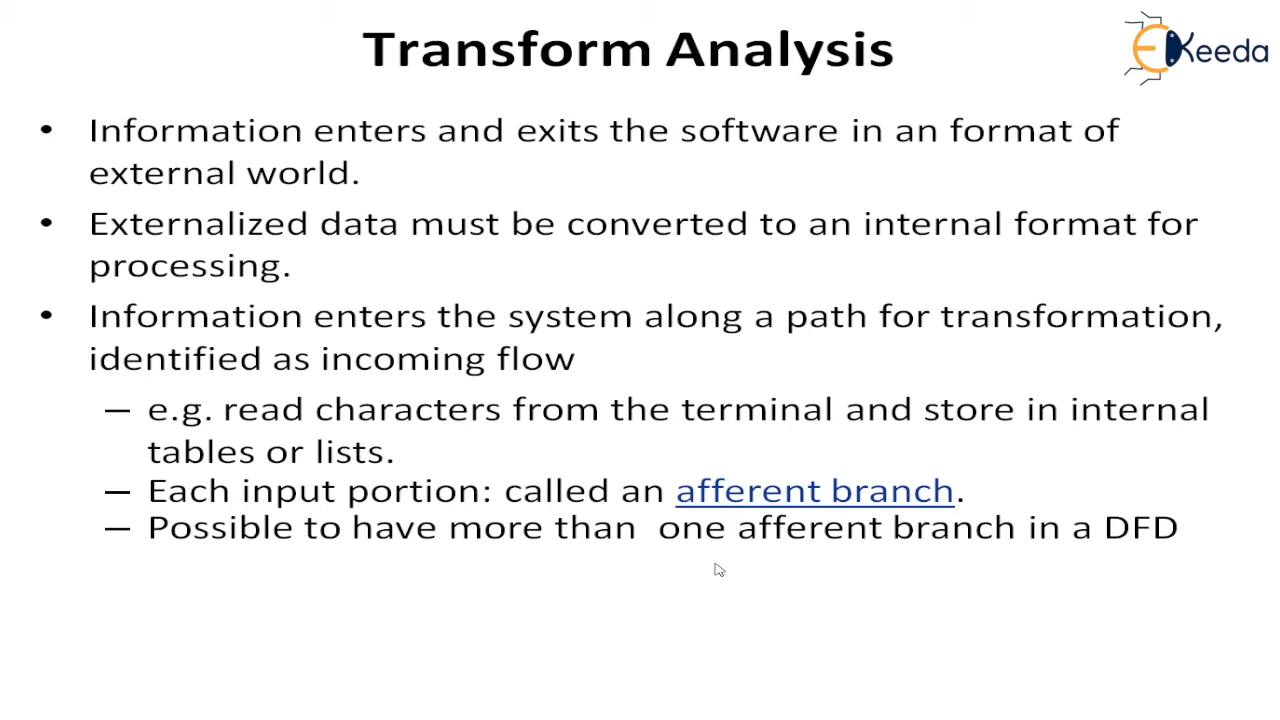 Transform Analysis
EKeeda
• Information enters and exits the software in an format of
external world.
• Externalized data must be converted to an internal format for
processing.
• Information enters the system along a path for transformation,
identified as incoming flow
– e.g. read characters from the terminal and store in internal
tables or lists.
– Each input portion: called an afferent branch.
– Possible to have more than  one afferent branch in a DFD